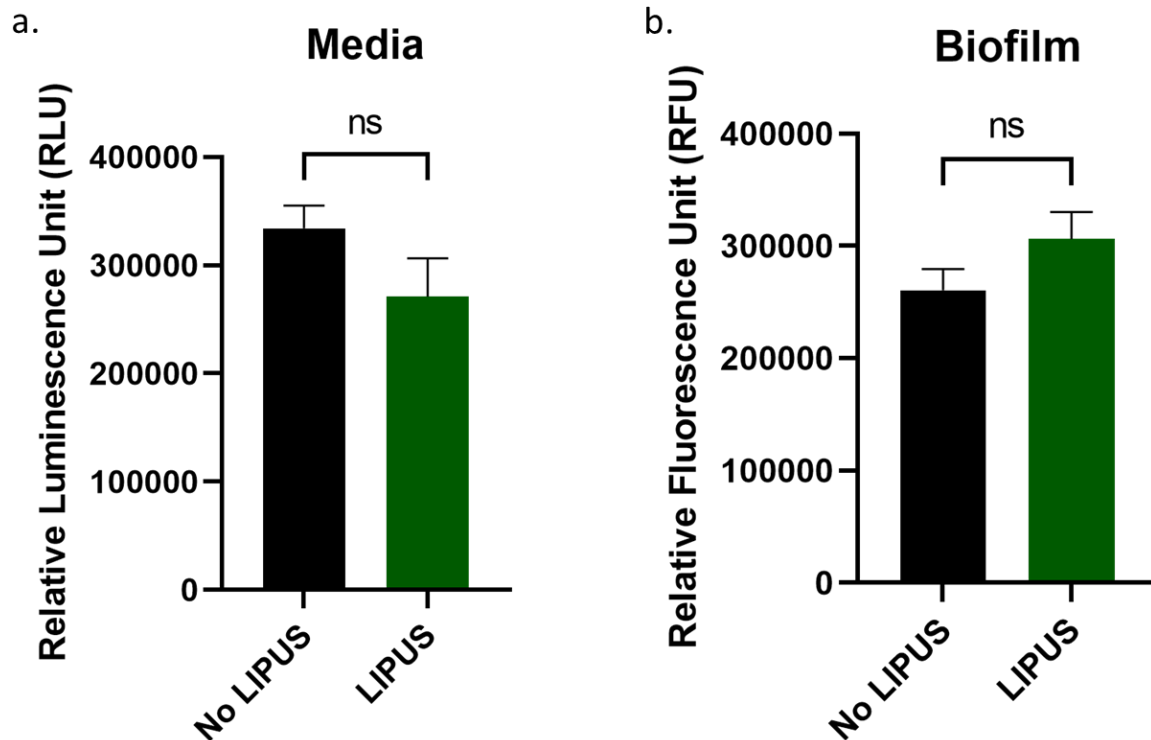 a.
Media
Relative Luminescence Unit (RLU)
ns
400000
300000
200000
100000
0
No LIPUS
LIPUS
b.
Biofilm
Relative Fluorescence Unit (RFU)
ns
400000
300000
200000
100000
0
No LIPUS
LIPUS